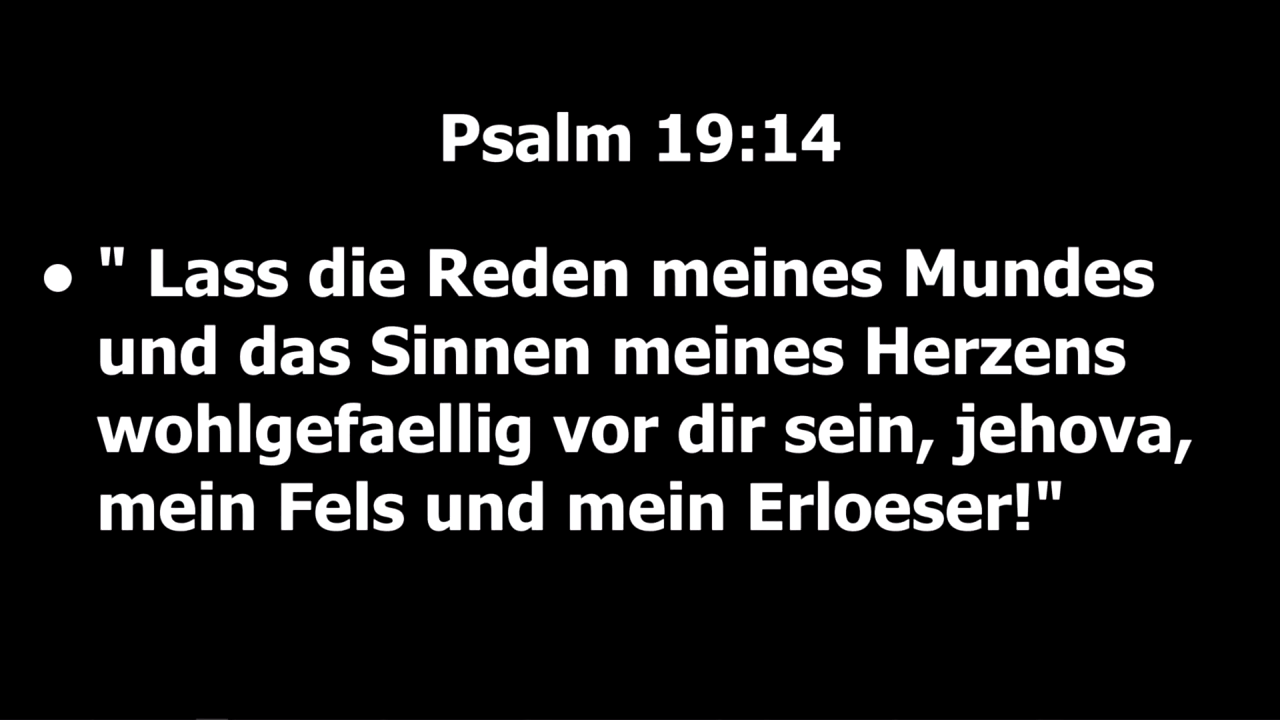 Psalm 19:14
• " Lass die Reden meines Mundes
und das Sinnen meines Herzens
wohlgefaellig vor dir sein, jehova,
mein Fels und mein Erloeser!"